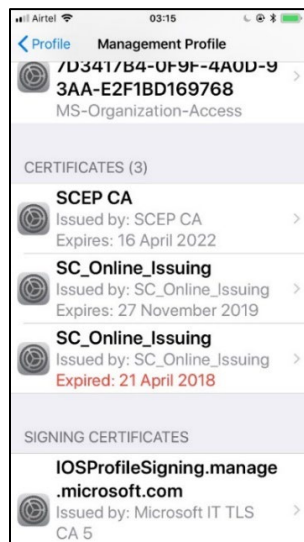 Airtel 03:15
Profile Management Profile
7D3417B4-0F9F-4A0D-9
3AA-E2F1BD169768
MS-Organization-Access
CERTIFICATES (3)
SCEP CA
Issued by: SCEP CA
Expires: 16 April 2022
SC_Online_Issuing
Issued by: SC_Online_Issuing
Expires: 27 November 2019
SC_Online_Issuing
Issued by: SC_Online_Issuing
Expired: 21 April 2018
SIGNING CERTIFICATES
IOSProfileSigning.manage
.microsoft.com
Issued by: Microsoft IT TLS
CA 5